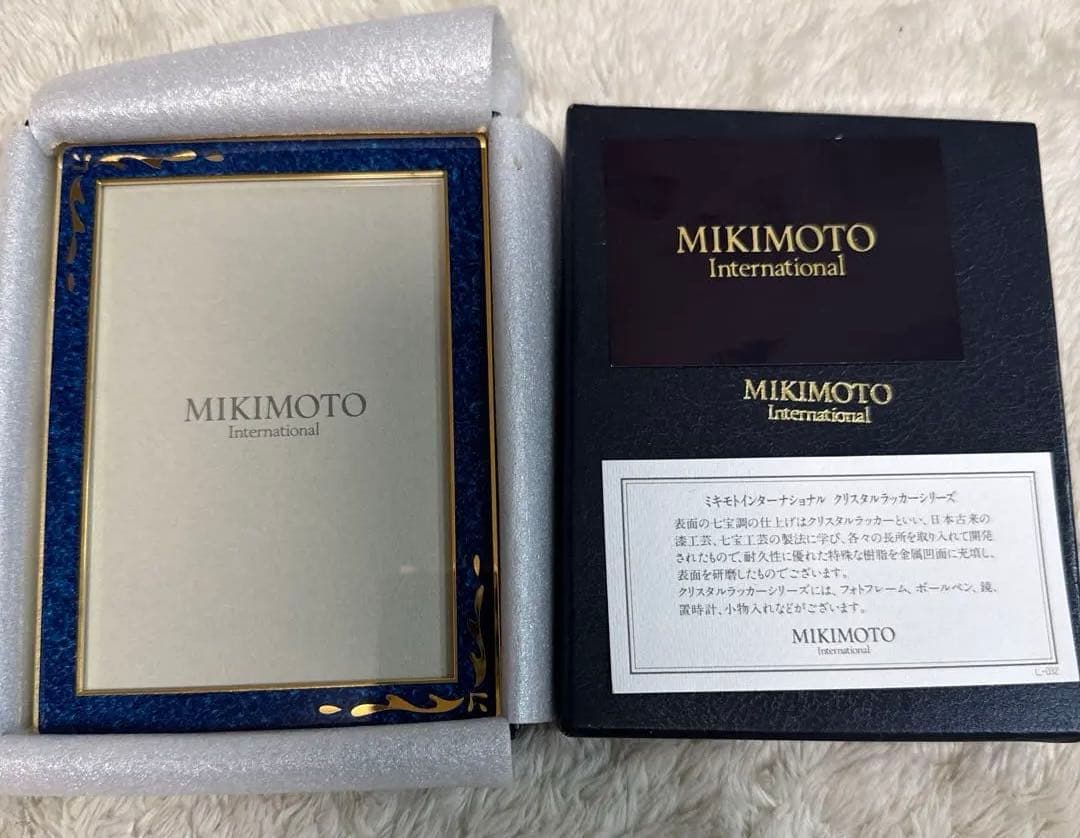 MIKIMOTO
International
MIKIMOTO
International
MIKIMOTO
International
ミキモトインターナショナル クリスタルラッカーシリーズ
表面の七宝調の仕上げはクリスタルラッカーといい、日本古来の
漆工芸、七宝工芸の製法に学び、各々の長所を取り入れて開発
されたもので、耐久性に優れた特殊な樹脂を金属凹面に充填し、
表面を研磨したものでございます。
クリスタルラッカーシリーズには、フォトフレーム、ボールペン、鏡、
置時計、小物入れなどがございます。
MIKIMOTO
International